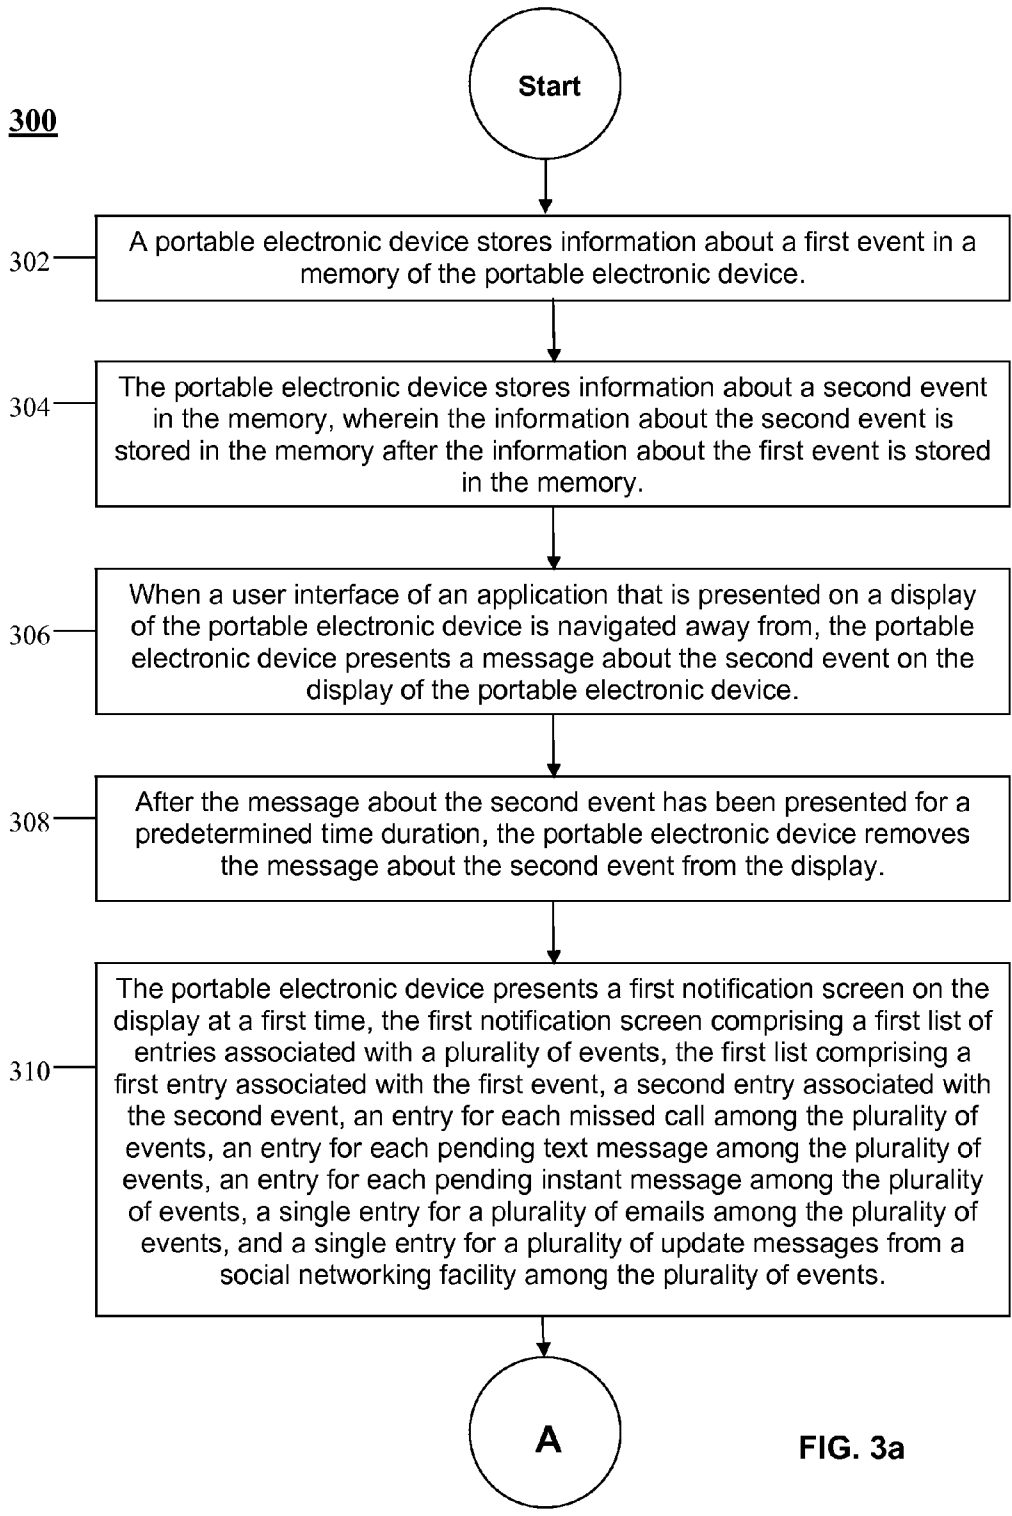 Start
300
302
A portable electronic device stores information about a first event in a
memory of the portable electronic device.
304
The portable electronic device stores information about a second event
in the memory, wherein the information about the second event is
stored in the memory after the information about the first event is stored
in the memory.
306
When a user interface of an application that is presented on a display
of the portable electronic device is navigated away from, the portable
electronic device presents a message about the second event on the
display of the portable electronic device.
308
After the message about the second event has been presented for a
predetermined time duration, the portable electronic device removes
the message about the second event from the display.
310
The portable electronic device presents a first notification screen on the
display at a first time, the first notification screen comprising a first list of
entries associated with a plurality of events, the first list comprising a
first entry associated with the first event, a second entry associated with
the second event, an entry for each missed call among the plurality of
events, an entry for each pending text message among the plurality of
events, an entry for each pending instant message among the plurality
of events, a single entry for a plurality of emails among the plurality of
events, and a single entry for a plurality of update messages from a
social networking facility among the plurality of events.
A
FIG. 3a